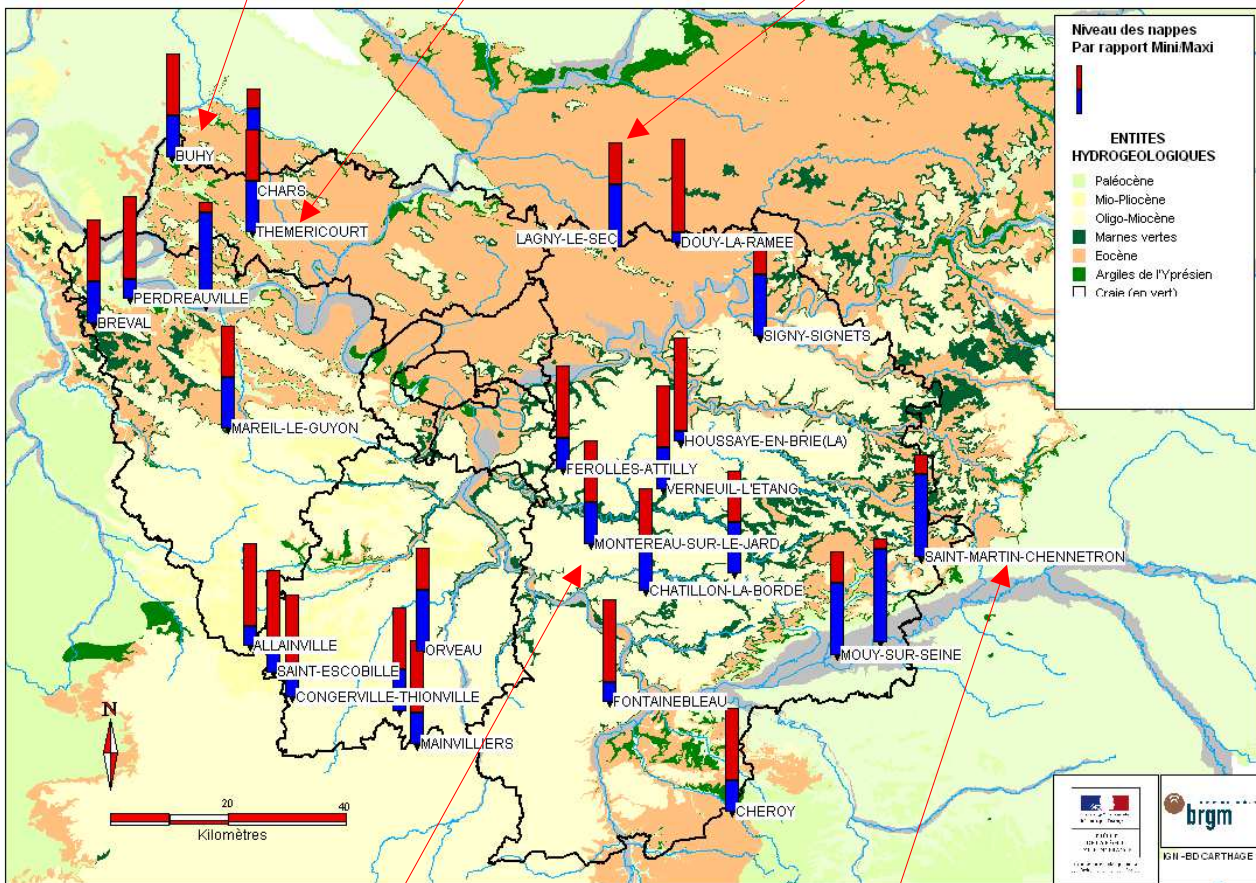 Niveau des nappes
Par rapport Mini/Maxi
ENTITES
HYDROGEOLOGIQUES
Paléocène
Mio-Pliocène
Oligo-Miocène
Marnes vertes
Eocène
Argiles de l'Yprésien
Craie (en vert)
BUHY
CHARS
THEMERICOURT
LAGNY-LE-SEC
DOUY-LA-RAMEE
PERDREAUVILLE
BREVAL
SIGNY-SIGNETS
MAREIL-LE-GUYON
HOUSSAYE-EN-BRIE(LA)
FEROLLES-ATTILLY
VERNEUIL-L'ETANG
MONTEREAU-SUR-LE-JARD
SAINT-MARTIN-CHENNETRON
CHATILLON-LA-BORDE
ALLAINVILLE
ORVEAU
MOUY-SUR-SEINE
SAINT-ESCOBILLE
CONGERVILLE-THIONVILLE
FONTAINEBLEAU
N
MAINVILLIERS
20 40
Kilomètres
CHEROY
brgm
IGN-BD CARTHAGE